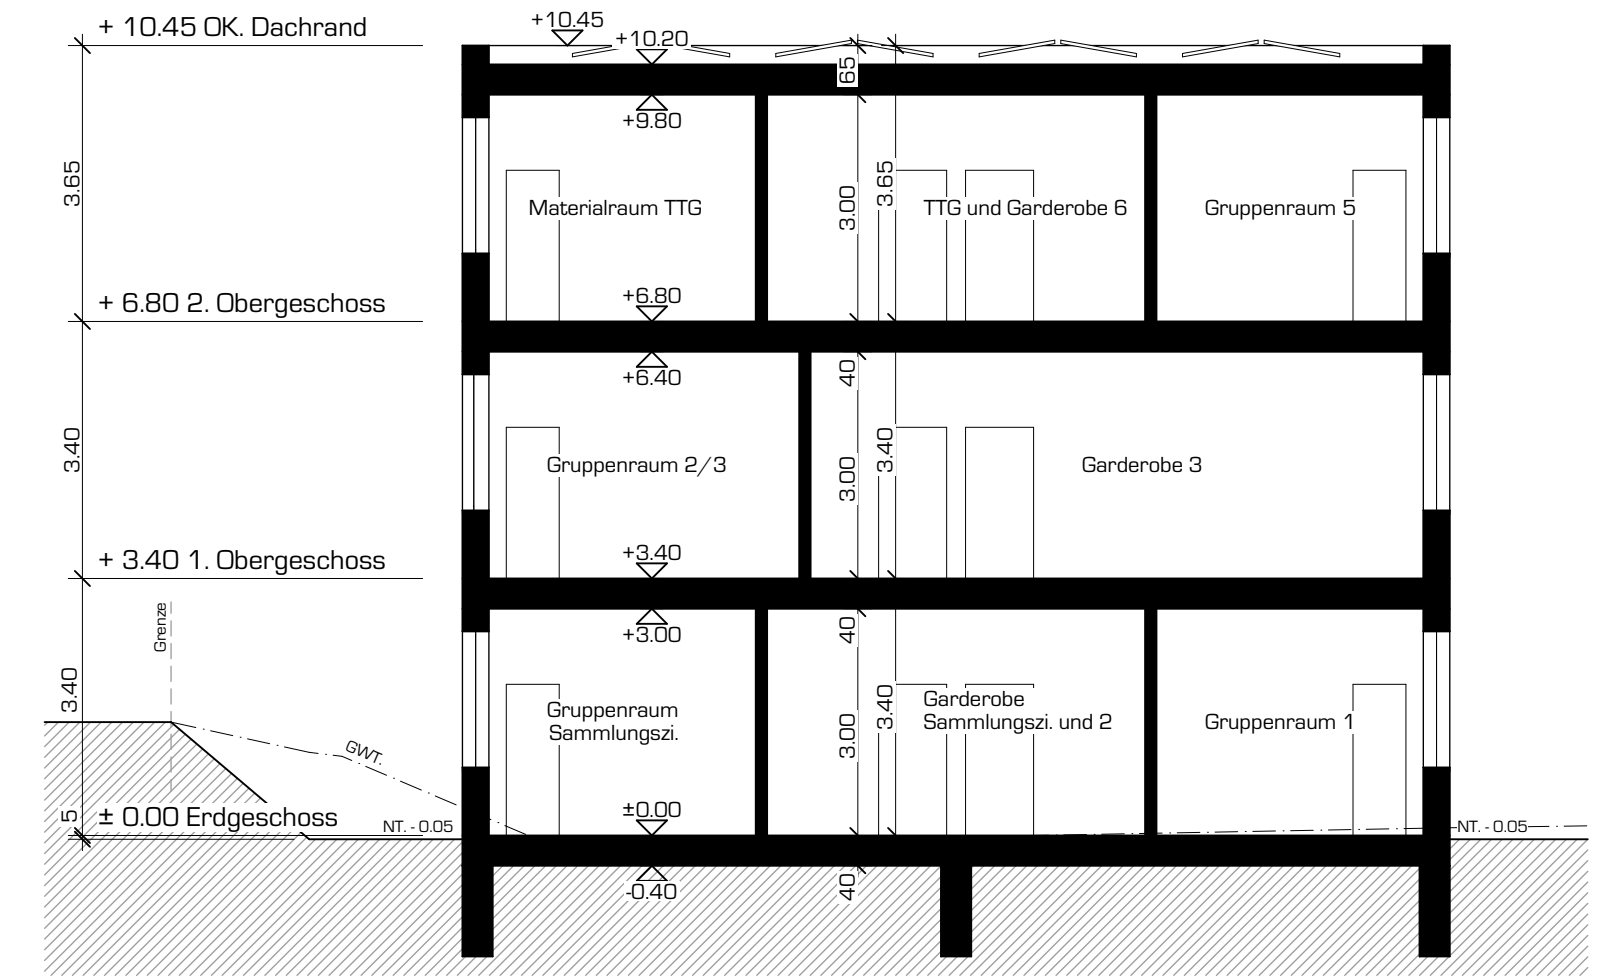 + 10.45 OK. Dachrand
+10.45
+10.20
65
+9.80
3.65
Materialraum TTG
3.00
3.65
TTG und Garderobe 6
Gruppenraum 5
+ 6.80 2. Obergeschoss
+6.80
+6.40
40
3.40
Gruppenraum 2/3
3.00
3.40
Garderobe 3
+ 3.40 1. Obergeschoss
+3.40
Grenze
+3.00
40
3.40
Gruppenraum
Sammlungszi.
3.00
3.40
Garderobe
Sammlungszi. und 2
Gruppenraum 1
GWT.
5
± 0.00 Erdgeschoss
NT. - 0.05
±0.00
NT. - 0.05
-0.40
40